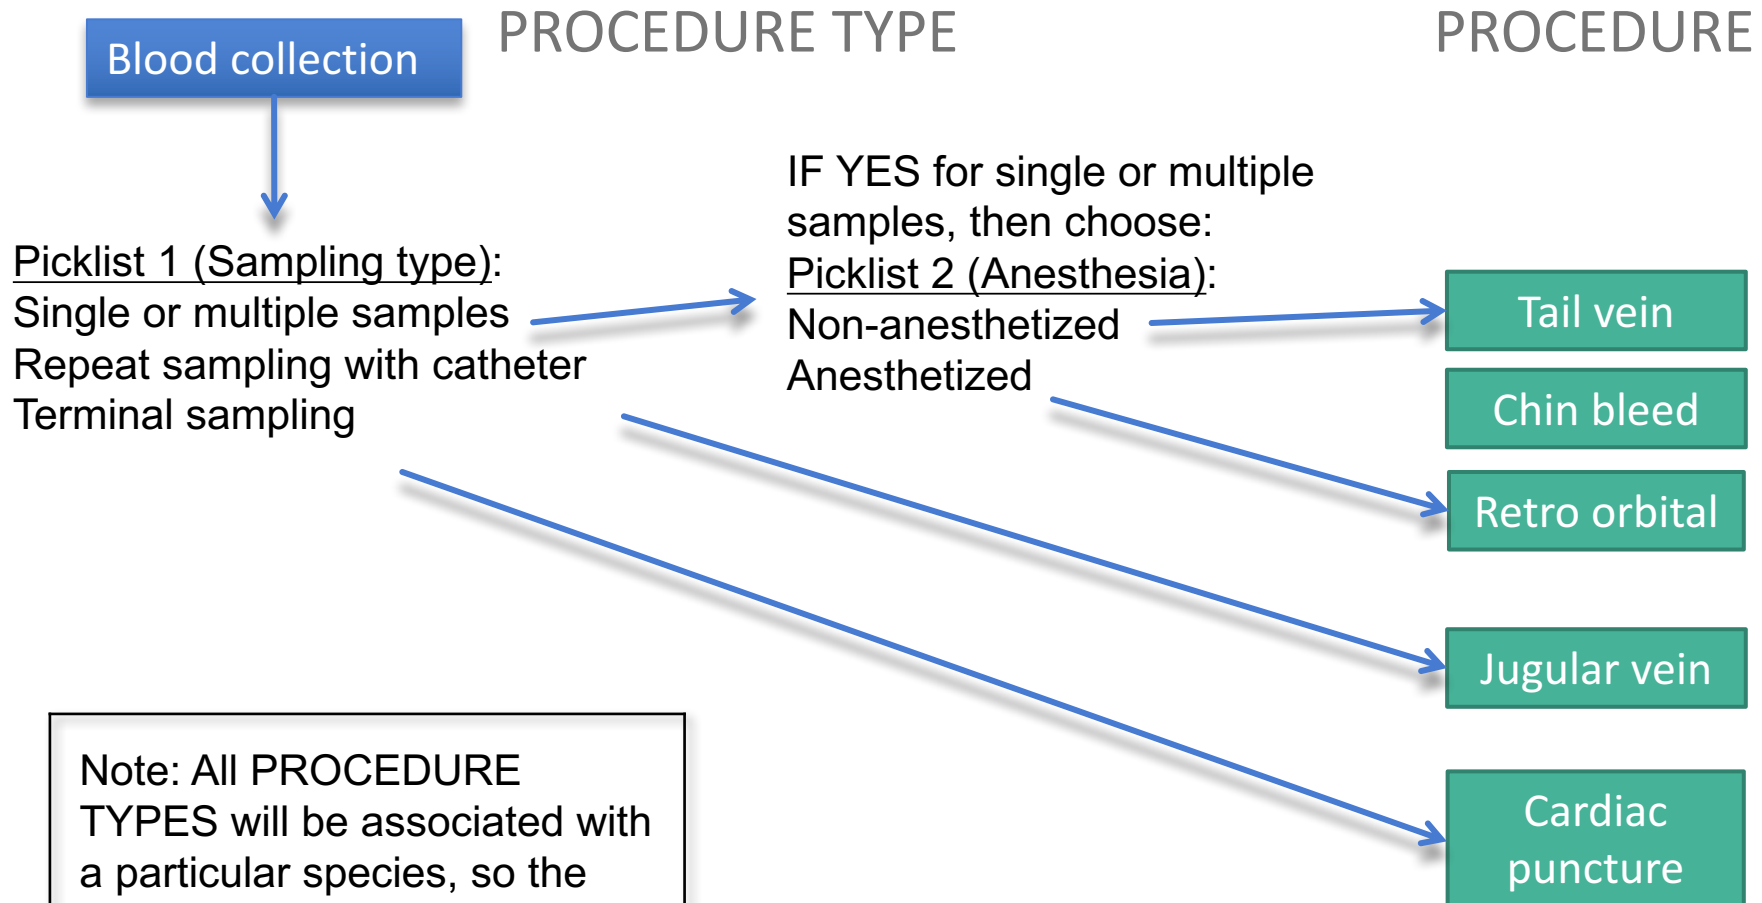 PROCEDURE TYPE
PROCEDURE
Blood collection
Picklist 1 (Sampling type):
Single or multiple samples
Repeat sampling with catheter
Terminal sampling
IF YES for single or multiple
samples, then choose:
Picklist 2 (Anesthesia):
Non-anesthetized
Anesthetized
Tail vein
Chin bleed
Retro orbital
Jugular vein
Cardiac
puncture
Note: All PROCEDURE
TYPES will be associated with
a particular species, so the